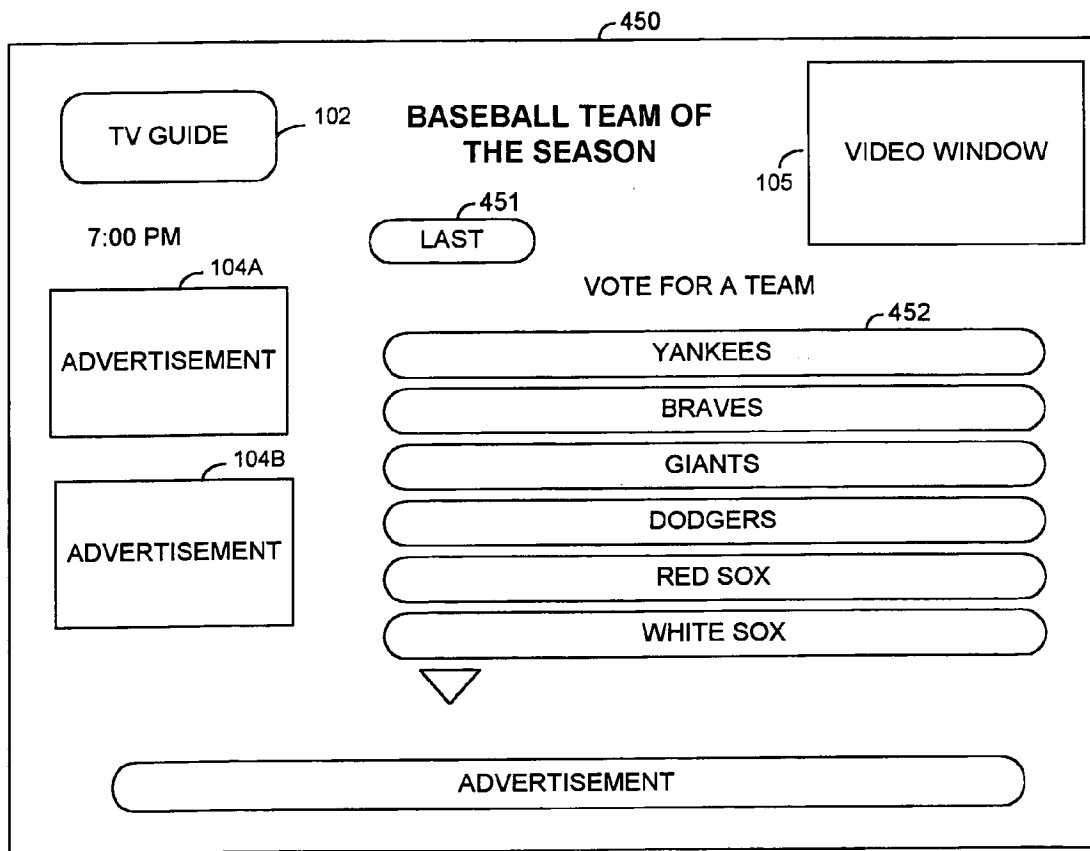 450
TV GUIDE
102
BASEBALL TEAM OF
THE SEASON
VIDEO WINDOW
105
7:00 PM
451
LAST
104A
ADVERTISEMENT
VOTE FOR A TEAM
452
YANKEES
BRAVES
GIANTS
DODGERS
RED SOX
WHITE SOX
104B
ADVERTISEMENT
ADVERTISEMENT